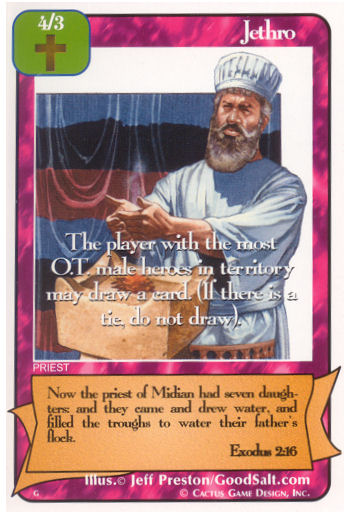 4/3
Jethro
The player with the most
O.T. male heroes in territory
may draw a card. (If there is a
tie, do not draw).
PRIEST
Now the priest of Midian had seven daugh-
ters: and they came and drew water, and
filled the troughs to water their father's
flock.
Exodus 2:16
Illus.© Jeff Preston/GoodSalt.com
G © Cactus Game Design, Inc.